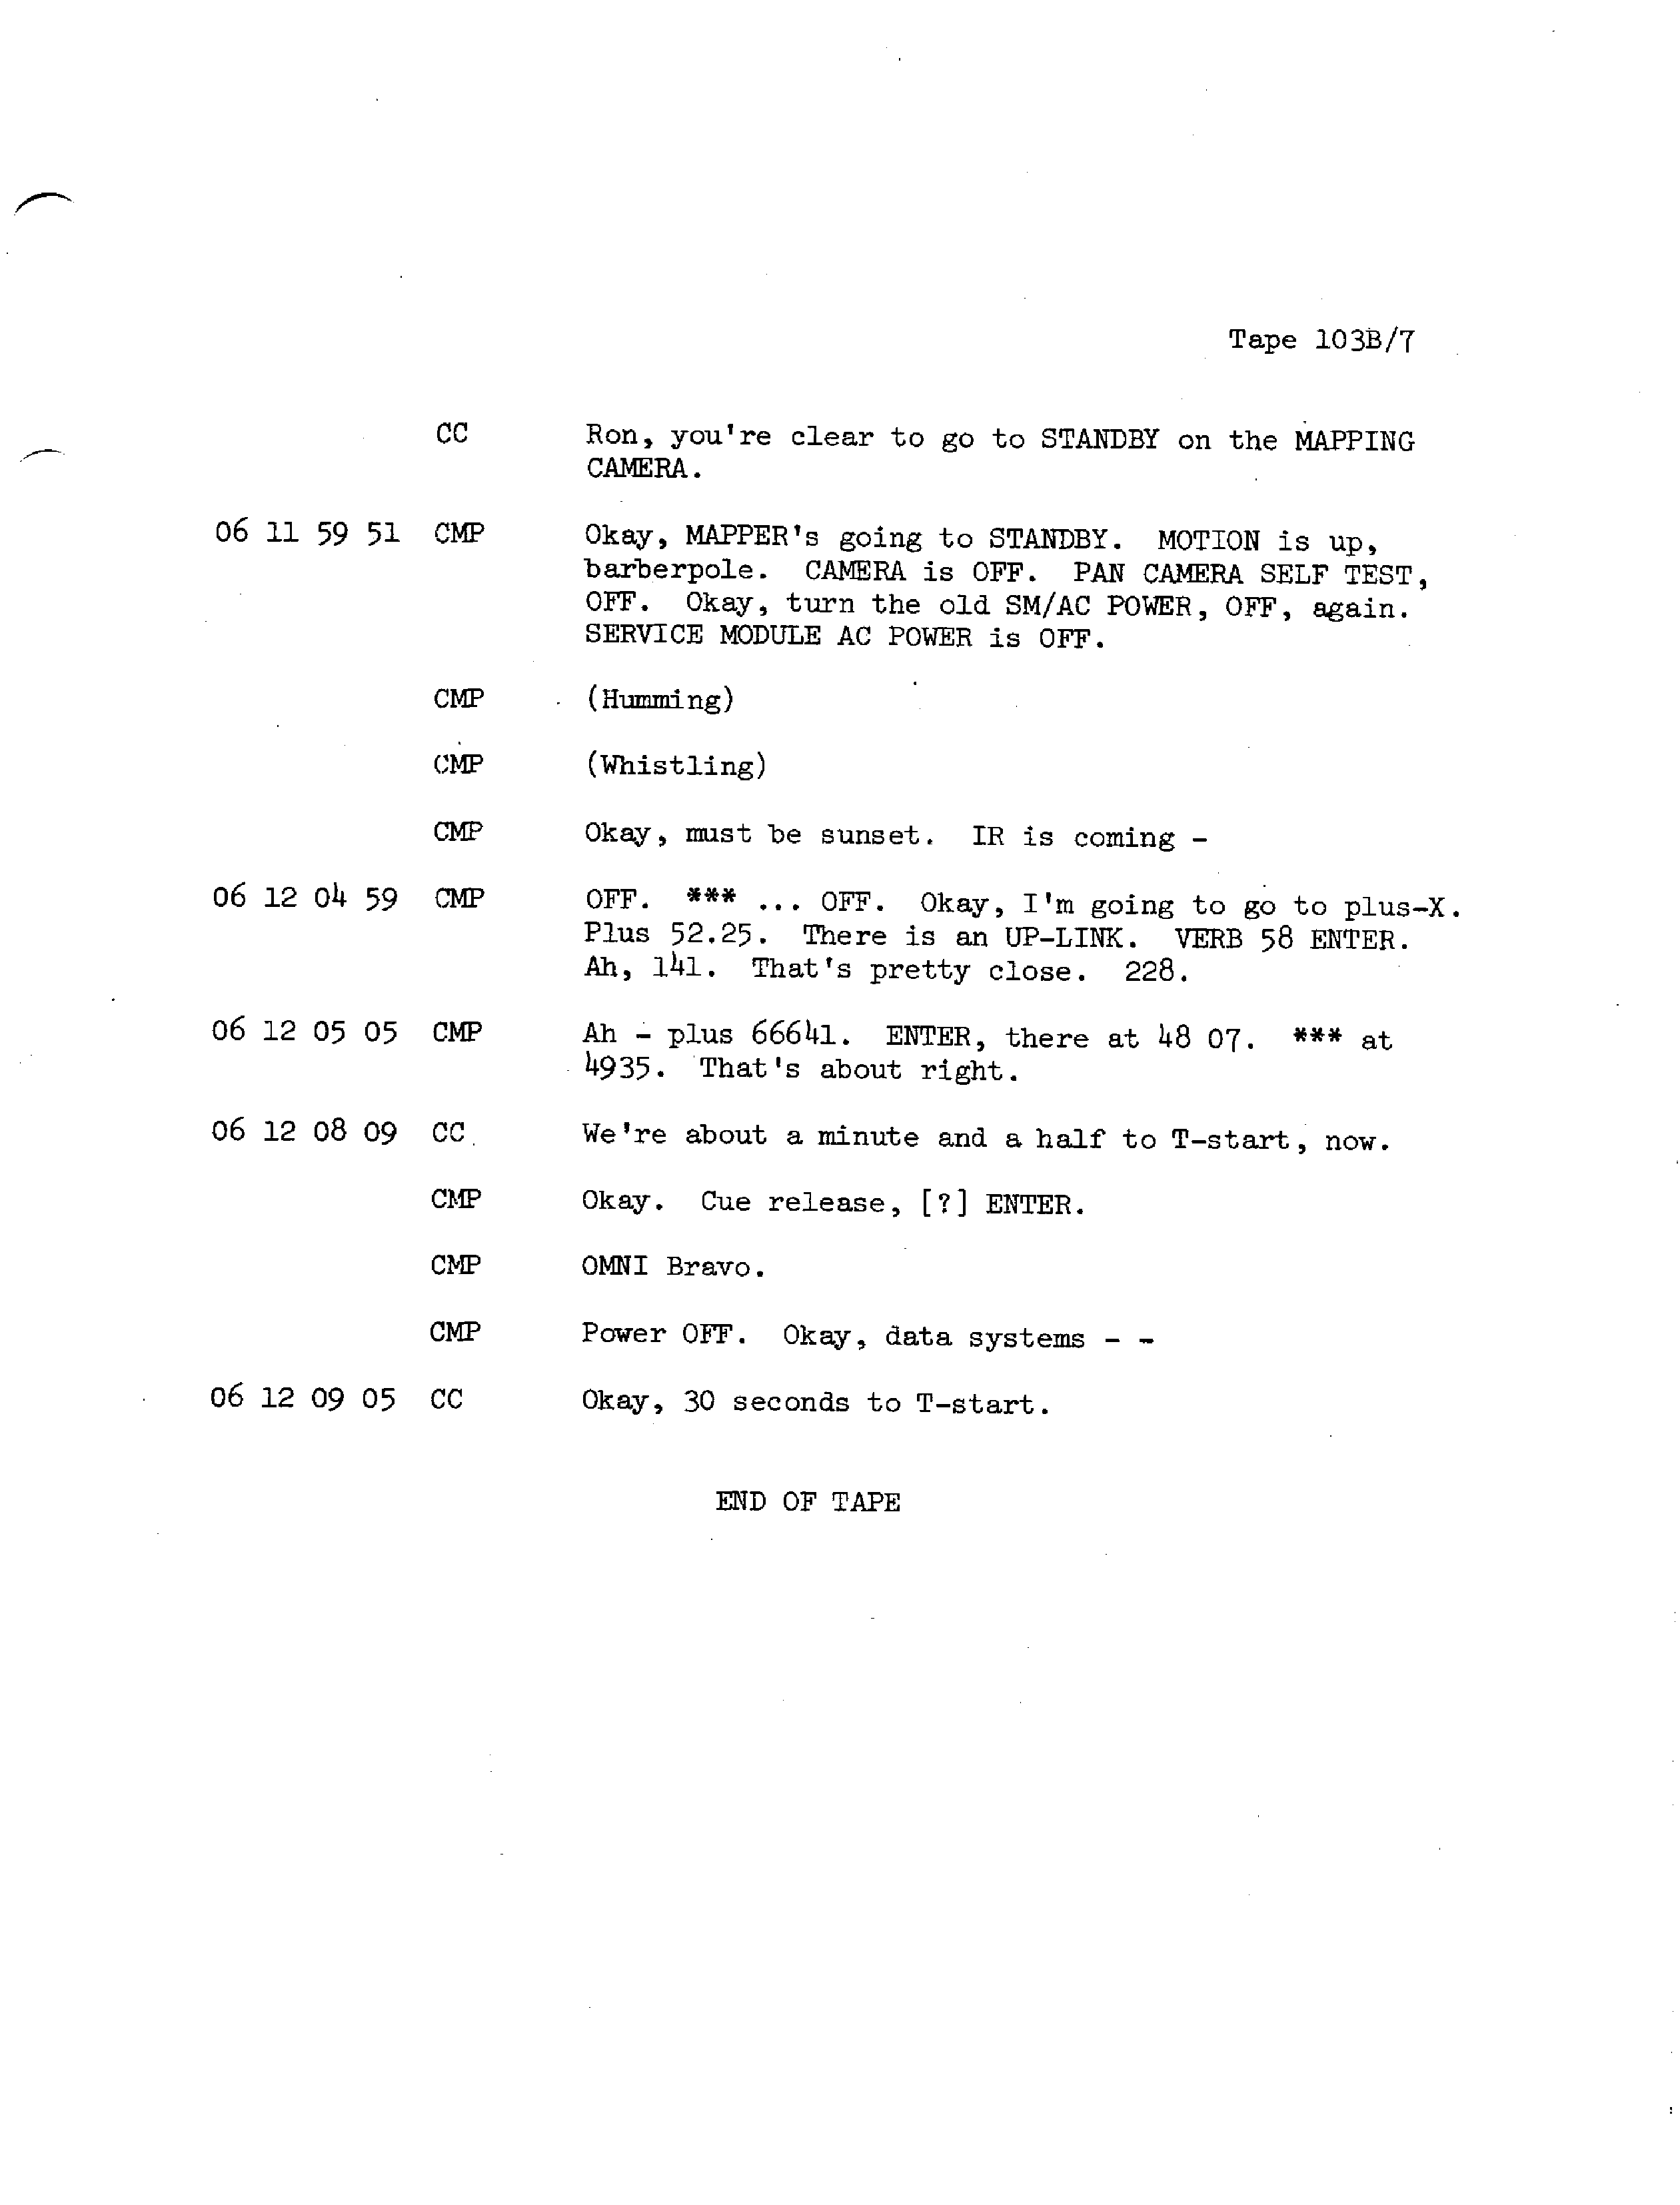 Tape 103B/7
CC Ron, you're clear to go to STANDBY on the MAPPING
CAMERA.
06 11 59 51 CMP Okay, MAPPER's going to STANDBY. MOTION is up,
barberpole. CAMERA is OFF. PAN CAMERA SELF TEST,
OFF. Okay, turn the old SM/AC POWER, OFF, again.
SERVICE MODULE AC POWER is OFF.
CMP (Humming)
CMP (Whistling)
CMP Okay, must be sunset. IR is coming -
06 12 04 59 CMP OFF. *** ... OFF. Okay, I'm going to go to plus-X.
Plus 52.25. There is an UP-LINK. VERB 58 ENTER.
Ah, 141. That's pretty close. 228.
06 12 05 05 CMP Ah - plus 66641. ENTER, there at 48 07. *** at
4935. That's about right.
06 12 08 09 CC We're about a minute and a half to T-start, now.
CMP Okay. Cue release, [?] ENTER.
CMP OMNI Bravo.
CMP Power OFF. Okay, data systems - -
06 12 09 05 CC Okay, 30 seconds to T-start.
END OF TAPE